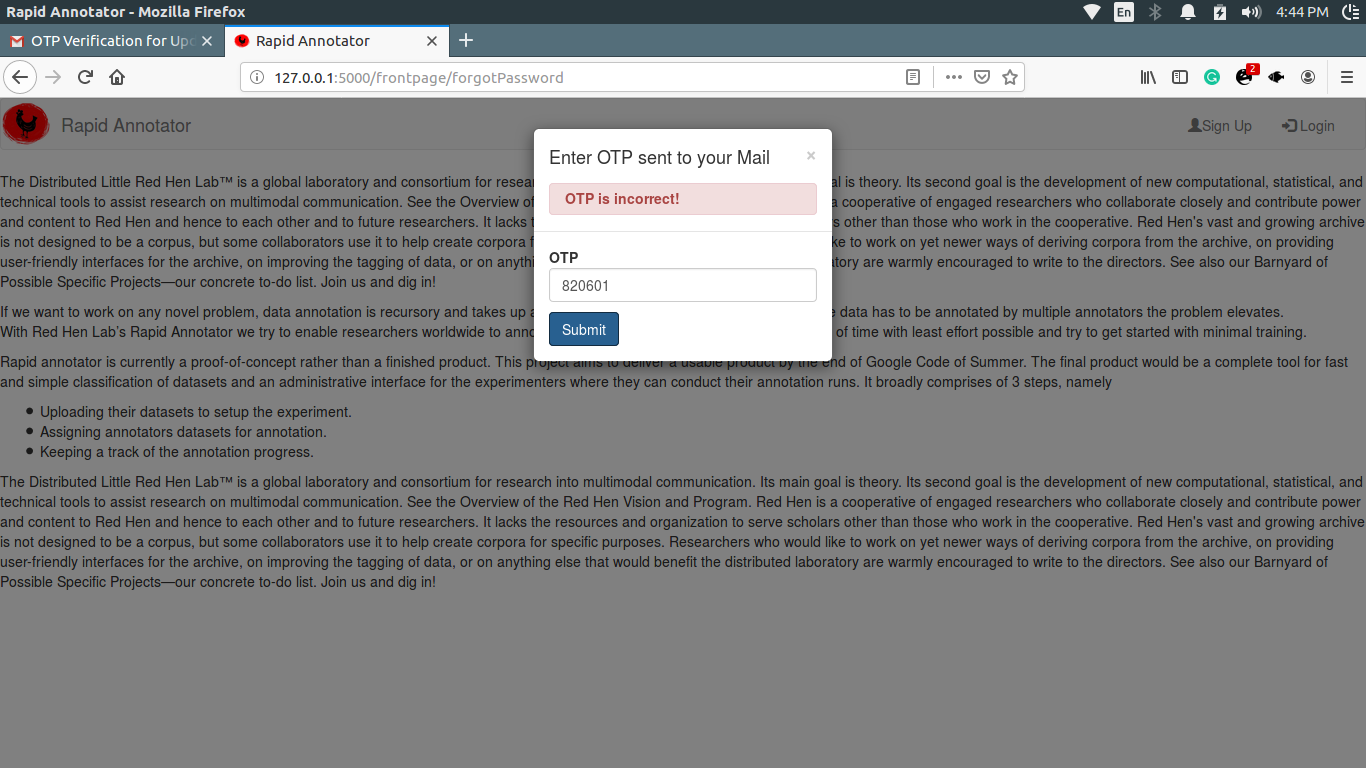 Rapid Annotator - Mozilla Firefox
En
4:44 PM
OTP Verification for Upd
Rapid Annotator
127.0.0.1:5000/frontpage/forgotPassword
2
Rapid Annotator
Sign Up
Login
Enter OTP sent to your Mail
×
OTP is incorrect!
OTP
820601
Submit
The Distributed Little Red Hen Lab™ is a global laboratory and consortium for resear al is theory. Its second goal is the development of new computational, statistical, and
technical tools to assist research on multimodal communication. See the Overview of a cooperative of engaged researchers who collaborate closely and contribute power
and content to Red Hen and hence to each other and to future researchers. It lacks t s other than those who work in the cooperative. Red Hen's vast and growing archive
is not designed to be a corpus, but some collaborators use it to help create corpora f ke to work on yet newer ways of deriving corpora from the archive, on providing
user-friendly interfaces for the archive, on improving the tagging of data, or on anythi atory are warmly encouraged to write to the directors. See also our Barnyard of
Possible Specific Projects—our concrete to-do list. Join us and dig in!
If we want to work on any novel problem, data annotation is recursory and takes up a e data has to be annotated by multiple annotators the problem elevates.
With Red Hen Lab's Rapid Annotator we try to enable researchers worldwide to anno of time with least effort possible and try to get started with minimal training.
Rapid annotator is currently a proof-of-concept rather than a finished product. This project aims to deliver a usable product by the end of Google Code of Summer. The final product would be a complete tool for fast
and simple classification of datasets and an administrative interface for the experimenters where they can conduct their annotation runs. It broadly comprises of 3 steps, namely
● Uploading their datasets to setup the experiment.
● Assigning annotators datasets for annotation.
● Keeping a track of the annotation progress.
The Distributed Little Red Hen Lab™ is a global laboratory and consortium for research into multimodal communication. Its main goal is theory. Its second goal is the development of new computational, statistical, and
technical tools to assist research on multimodal communication. See the Overview of the Red Hen Vision and Program. Red Hen is a cooperative of engaged researchers who collaborate closely and contribute power
and content to Red Hen and hence to each other and to future researchers. It lacks the resources and organization to serve scholars other than those who work in the cooperative. Red Hen's vast and growing archive
is not designed to be a corpus, but some collaborators use it to help create corpora for specific purposes. Researchers who would like to work on yet newer ways of deriving corpora from the archive, on providing
user-friendly interfaces for the archive, on improving the tagging of data, or on anything else that would benefit the distributed laboratory are warmly encouraged to write to the directors. See also our Barnyard of
Possible Specific Projects—our concrete to-do list. Join us and dig in!